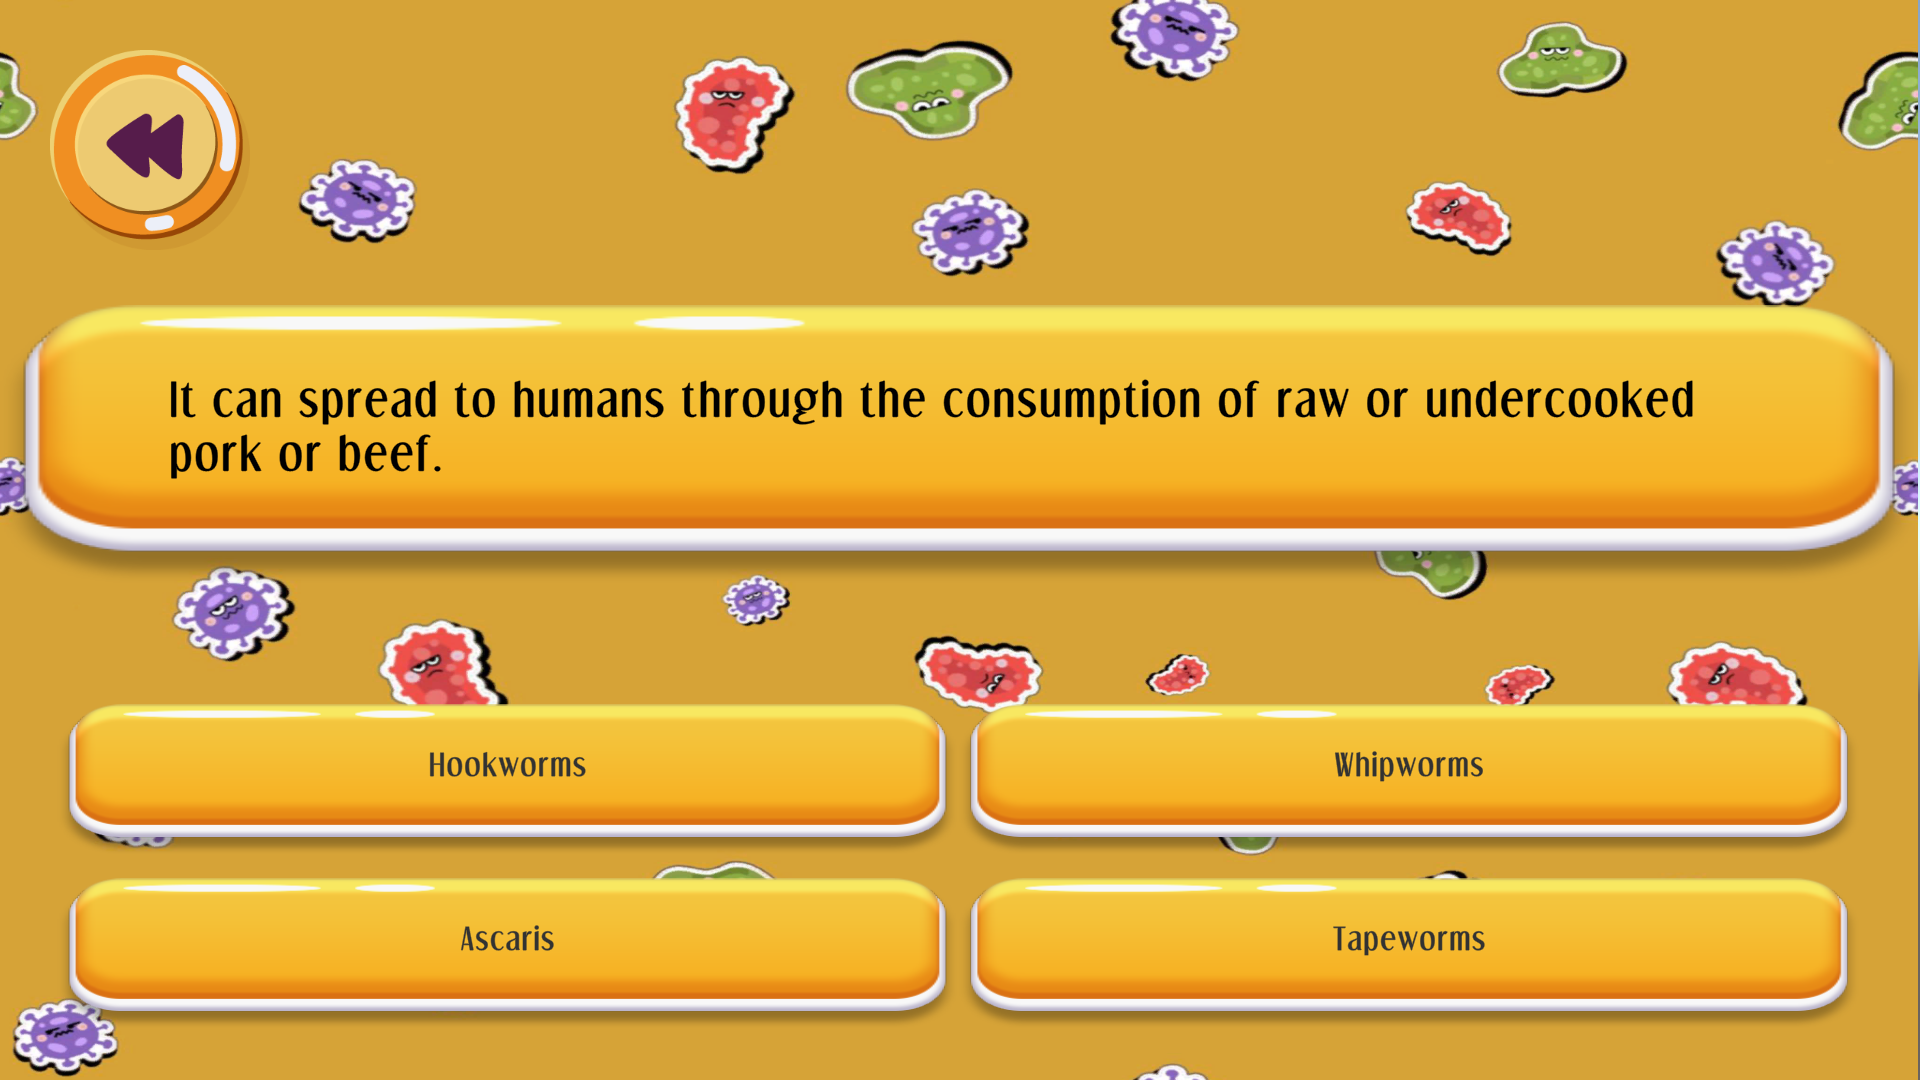 It can spread to humans through the consumption of raw or undercooked
pork or beef.
Hookworms
Whipworms
Ascaris
Tapeworms